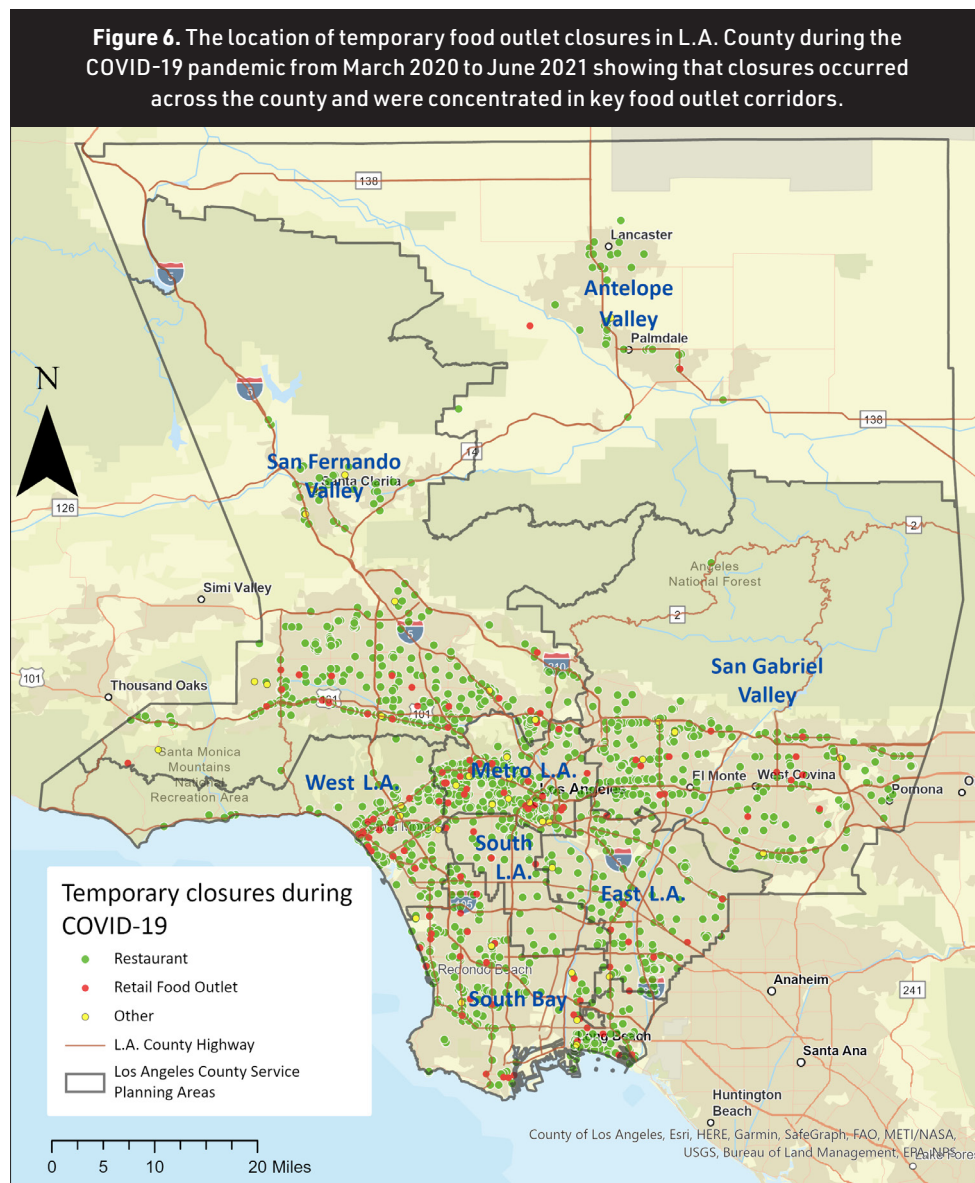 Figure 6. The location of temporary food outlet closures in L.A. County during the
COVID-19 pandemic from March 2020 to June 2021 showing that closures occurred
across the county and were concentrated in key food outlet corridors.
138
Lancaster
5
Antelope
Valley
Palmdale
N
5
138
14
San Fernando
Valley
Santa Clarita
126
2
Angeles
National Forest
Simi Valley
2
5
210
San Gabriel
Valley
101
Thousand Oaks
101
101
Santa Monica
Mountains
National
Recreation Area
West L.A.
Metro L.A.
Los Angeles
El Monte
West Covina
Pomona
O
South
L.A.
5
East L.A.
Temporary closures during
COVID-19
Restaurant
Retail Food Outlet
Other
L.A. County Highway
Los Angeles County Service
Planning Areas
Redondo Beach
South Bay
Long Beach
Anaheim
241
Santa Ana
Huntington
Beach
County of Los Angeles, Esri, HERE, Garmin, SafeGraph, FAO, METI/NASA,
USGS, Bureau of Land Management, EPA, NPS
Lake Fores
0 5 10 20 Miles